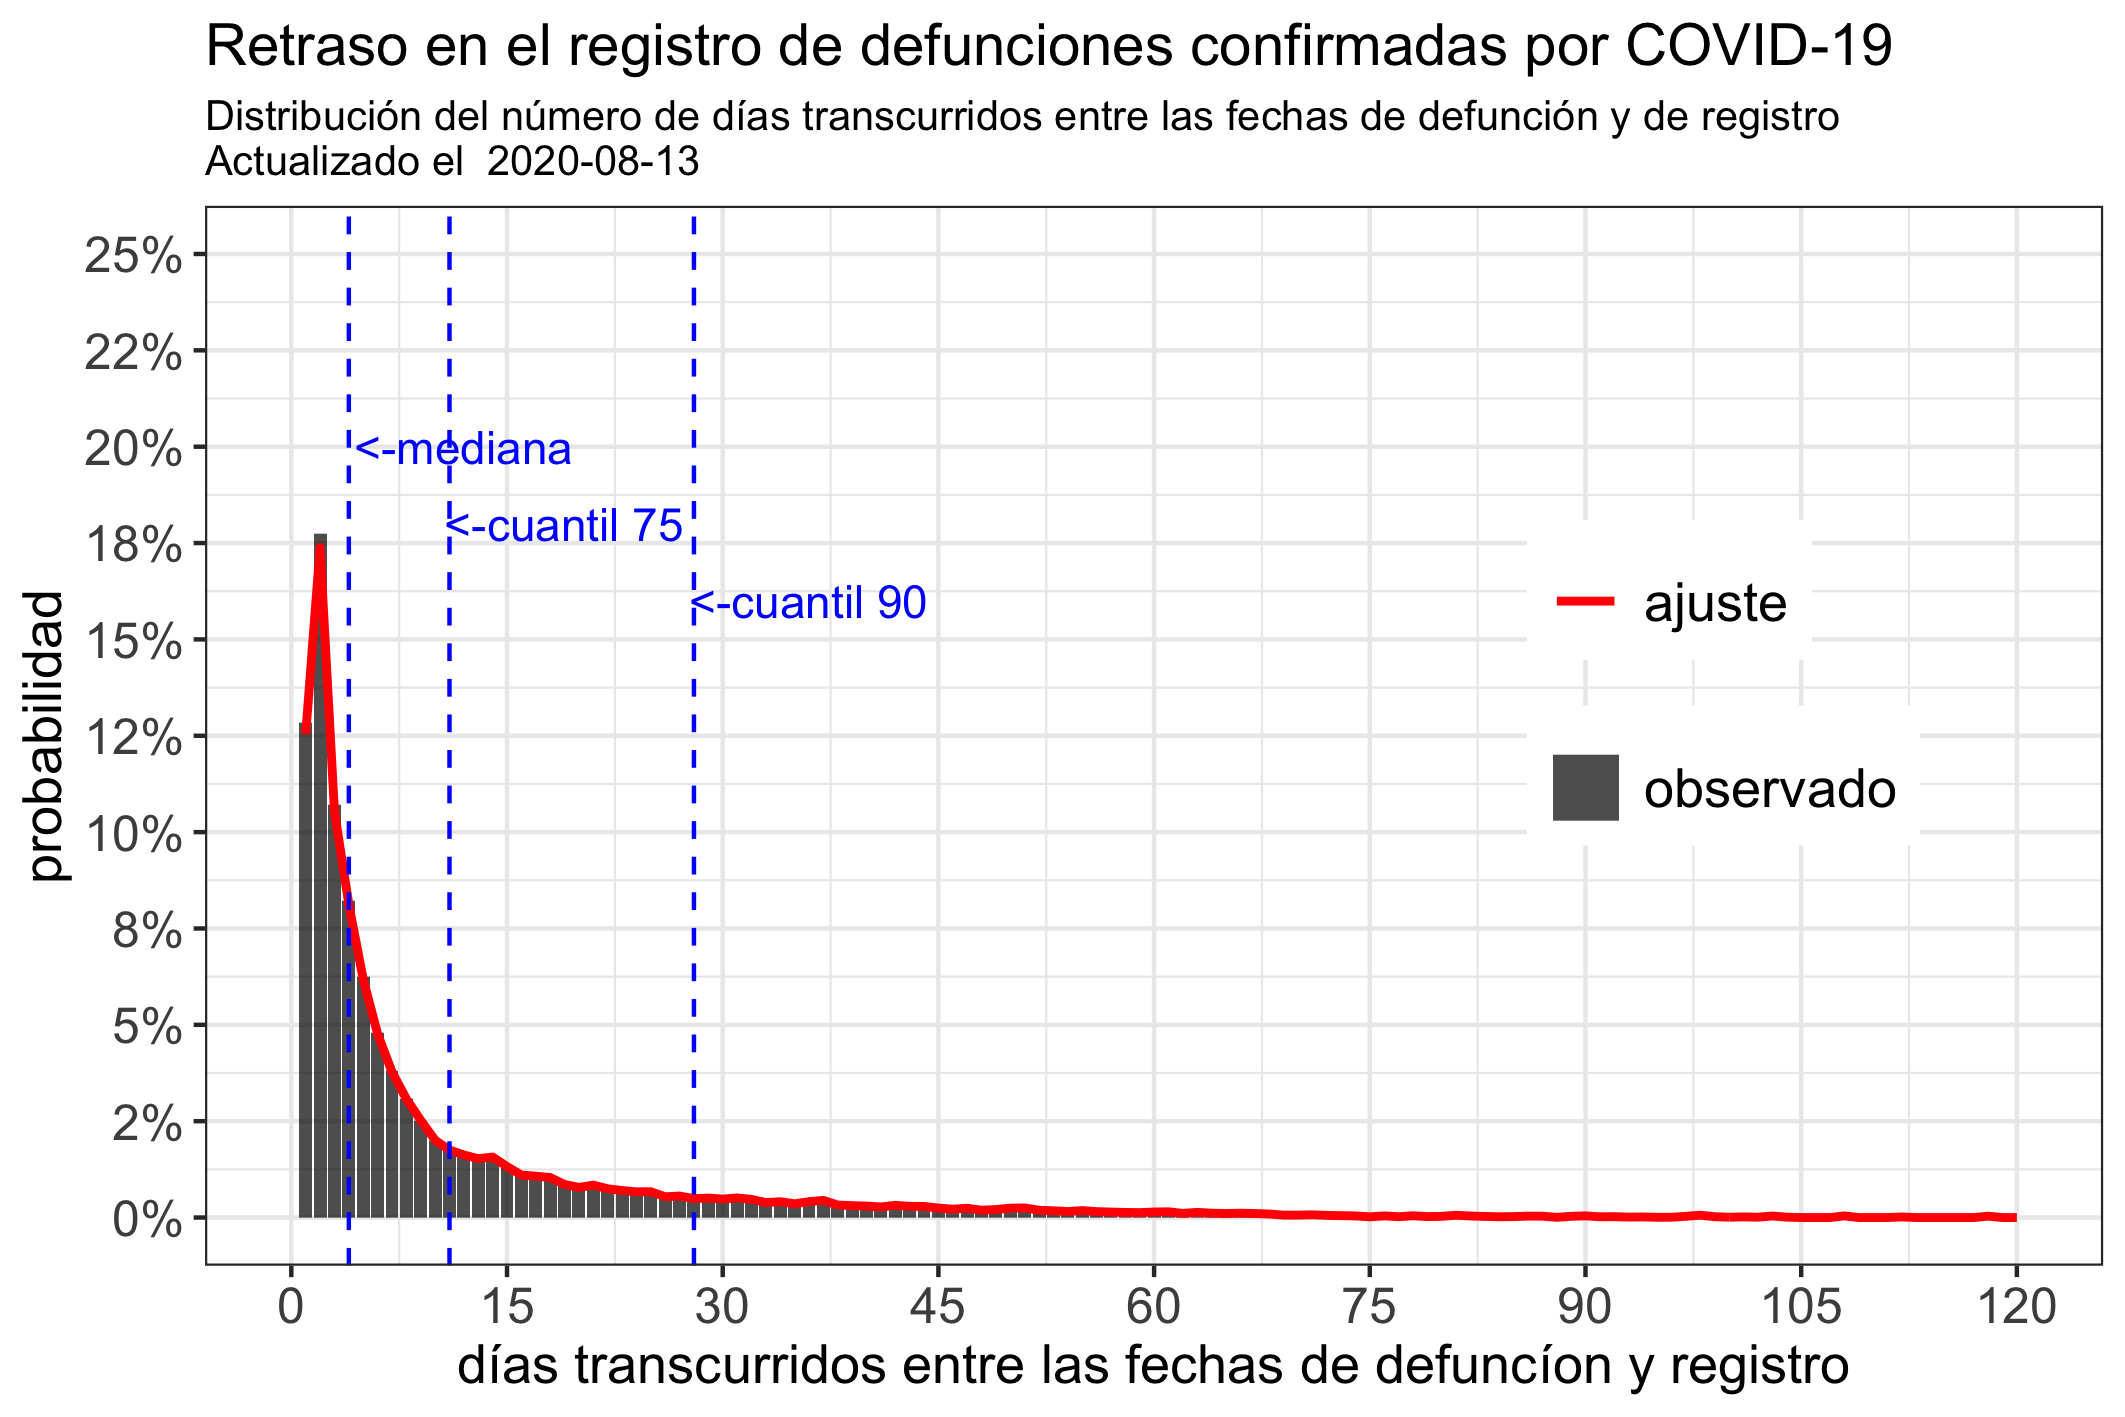 Retraso en el registro de defunciones confirmadas por COVID-19
Distribución del número de días transcurridos entre las fechas de defunción y de registro
Actualizado el  2020-08-13
25%
22%
20%
18%
15%
12%
10%
8%
5%
2%
0%
probabilidad
<-mediana
<-cuantil 75
<-cuantil 90
ajuste
observado
0 15 30 45 60 75 90 105 120
días transcurridos entre las fechas de defuncíon y registro